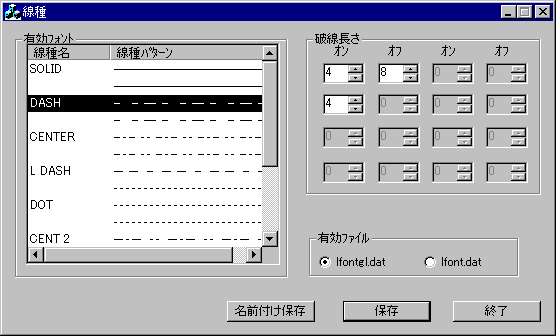 線種
有効フォント
線種名 線種パターン
SOLID
DASH
CENTER
L DASH
DOT
CENT 2
破線長さ
オン オフ オン オフ
4 8 0 0
4 0 0 0
0 0 0 0
0 0 0 0
有効ファイル
lfontgl.dat lfont.dat
名前付け保存 保存 終了